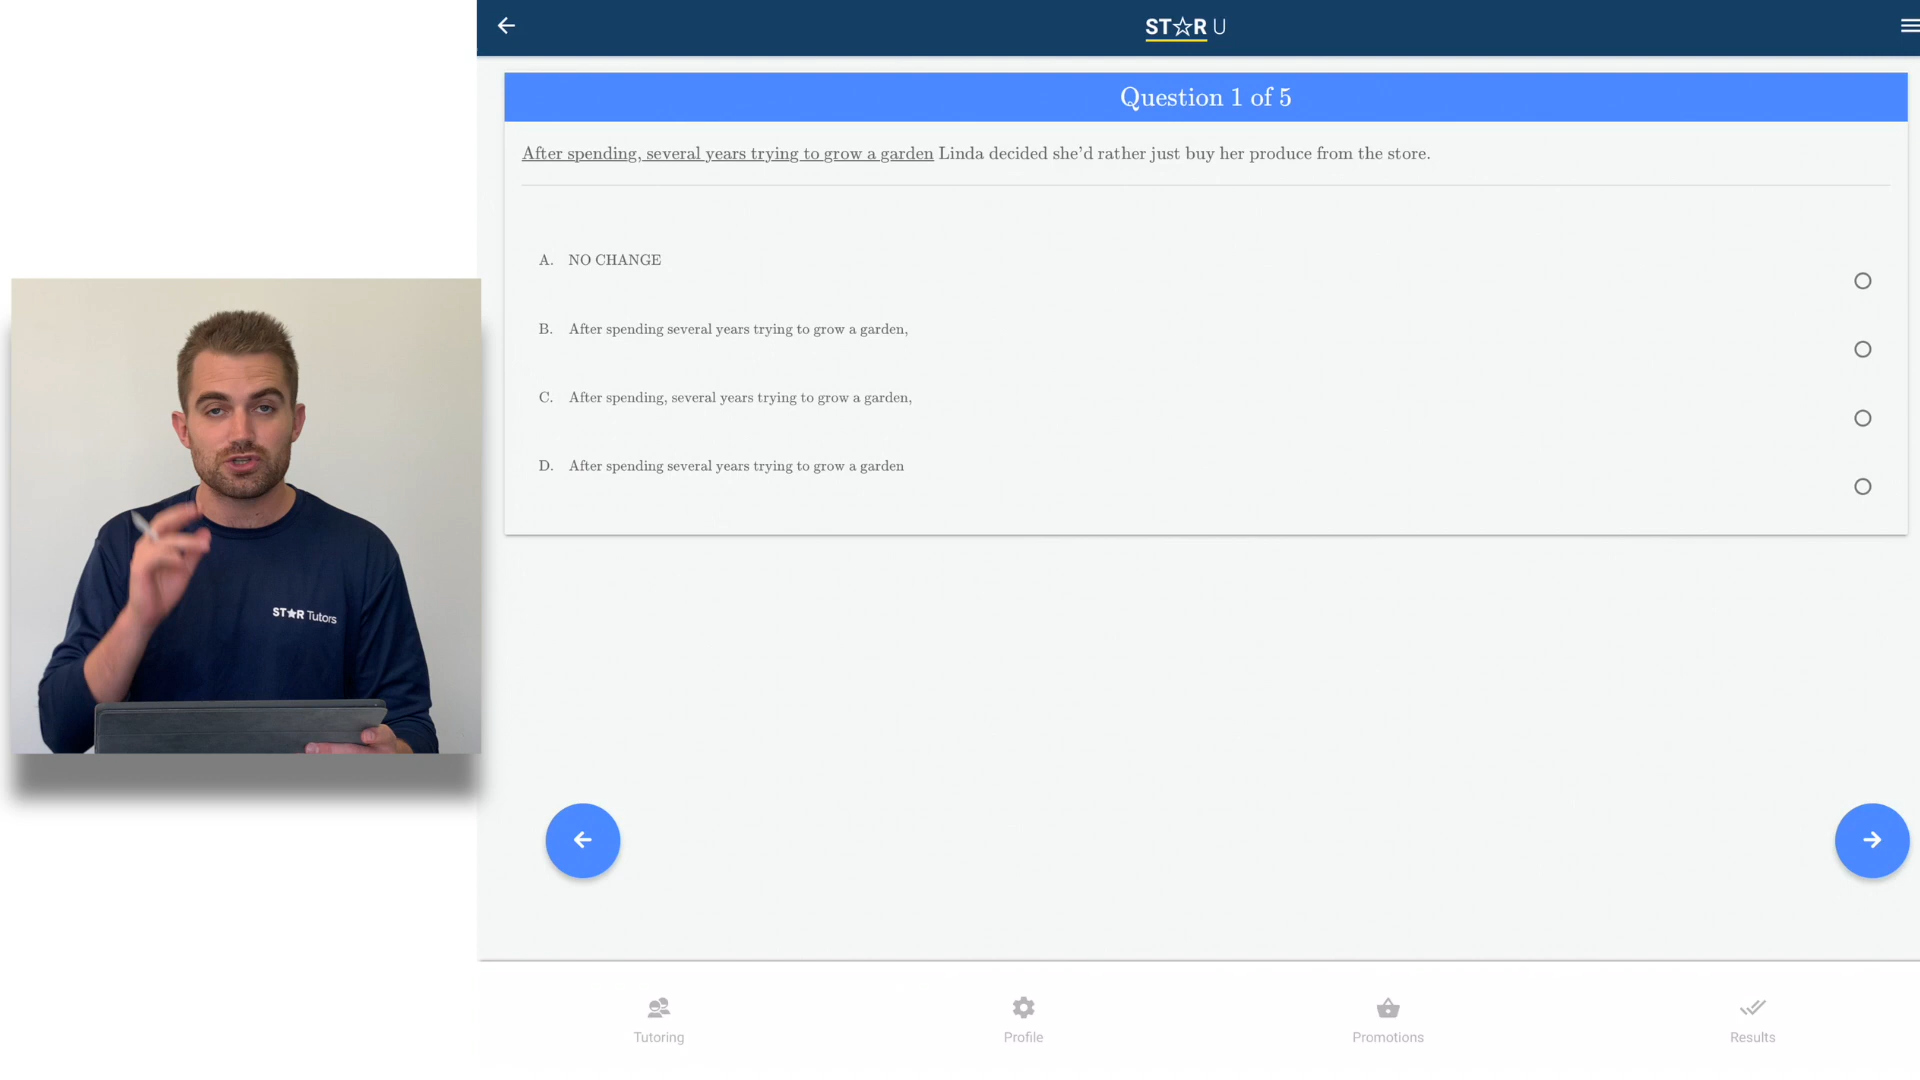 ST☆R U
Question 1 of 5
After spending, several years trying to grow a garden Linda decided she'd rather just buy her produce from the store.
A. NO CHANGE
B. After spending several years trying to grow a garden,
C. After spending, several years trying to grow a garden,
D. After spending several years trying to grow a garden
ST★R Tutors
Tutoring
Profile
Promotions
Results